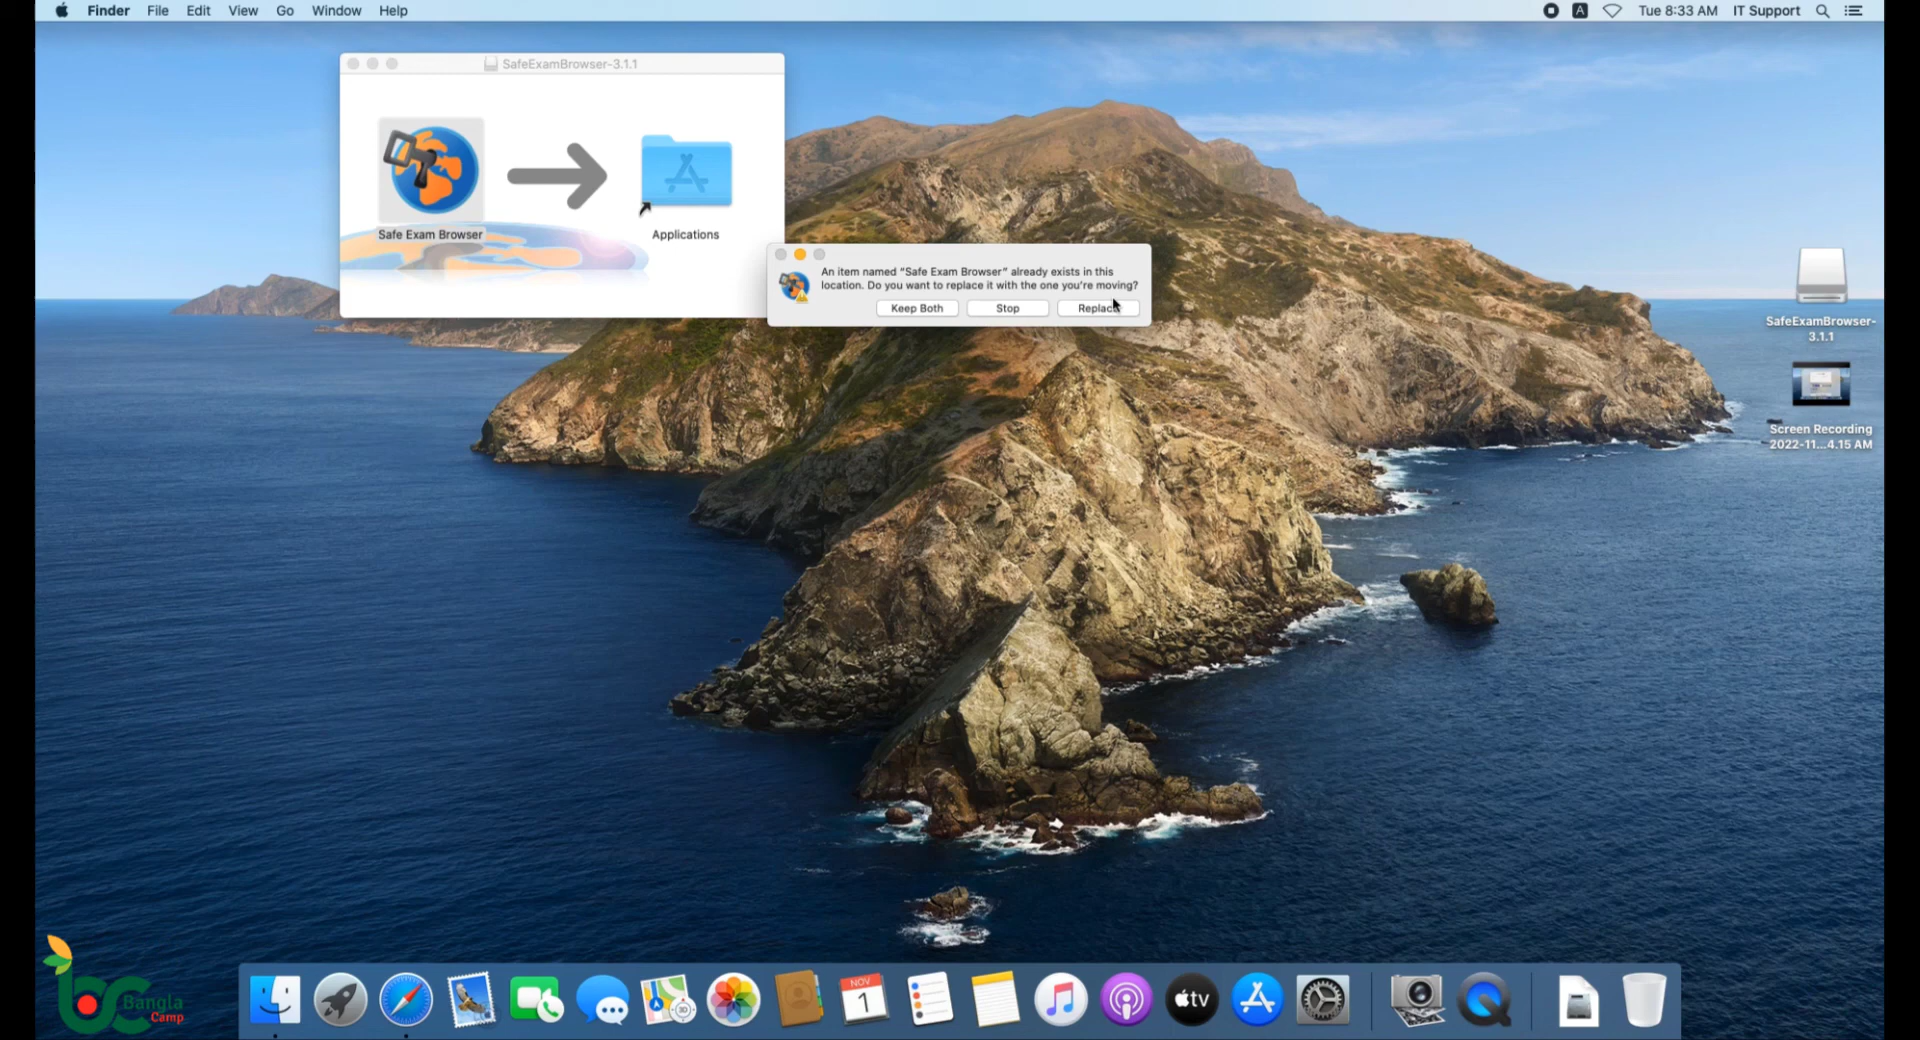 Finder File Edit View Go Window Help
A Tue 8:33 AM IT Support
SafeExamBrowser-3.1.1
Safe Exam Browser
Applications
An item named “Safe Exam Browser” already exists in this
location. Do you want to replace it with the one you're moving?
Keep Both Stop Replace
SafeExamBrowser-
3.1.1
Screen Recording
2022-11...4.15 AM
NOV
1
3D
tv
bc Bangla
Camp